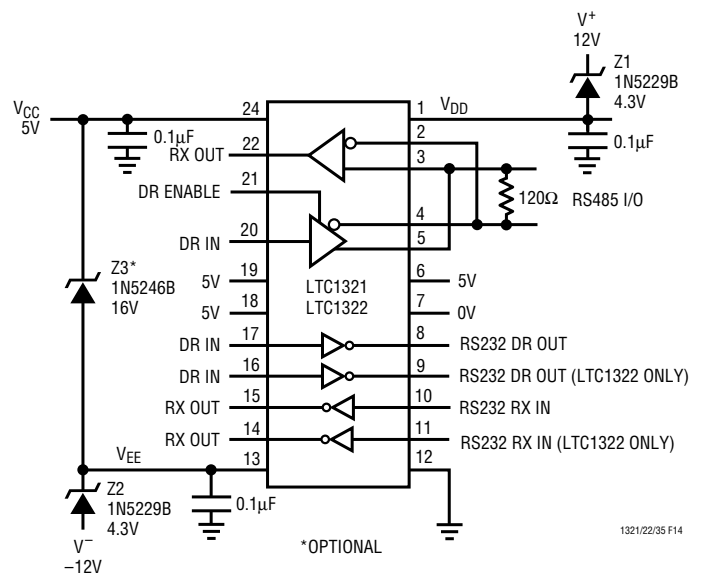 V+
12V
Z1
1N5229B
4.3V
VCC
5V
24
1
VDD
0.1µF
2
0.1µF
RX OUT
22
3
DR ENABLE
21
120Ω
RS485 I/O
4
DR IN
20
5
Z3*
1N5246B
16V
5V
19
LTC1321
LTC1322
6
5V
5V
18
7
0V
DR IN
17
8
RS232 DR OUT
DR IN
16
9
RS232 DR OUT (LTC1322 ONLY)
RX OUT
15
10
RS232 RX IN
RX OUT
14
11
RS232 RX IN (LTC1322 ONLY)
VEE
13
12
Z2
1N5229B
4.3V
0.1µF
V−
−12V
*OPTIONAL
1321/22/35 F14